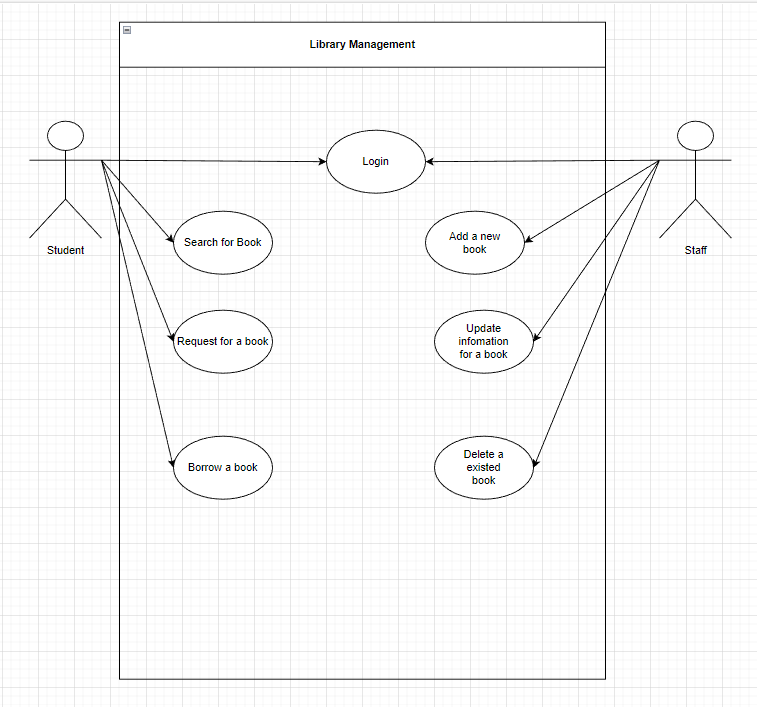 Library Management
Login
Search for Book
Add a new
book
Student
Staff
Request for a book
Update
infomation
for a book
Borrow a book
Delete a
existed
book